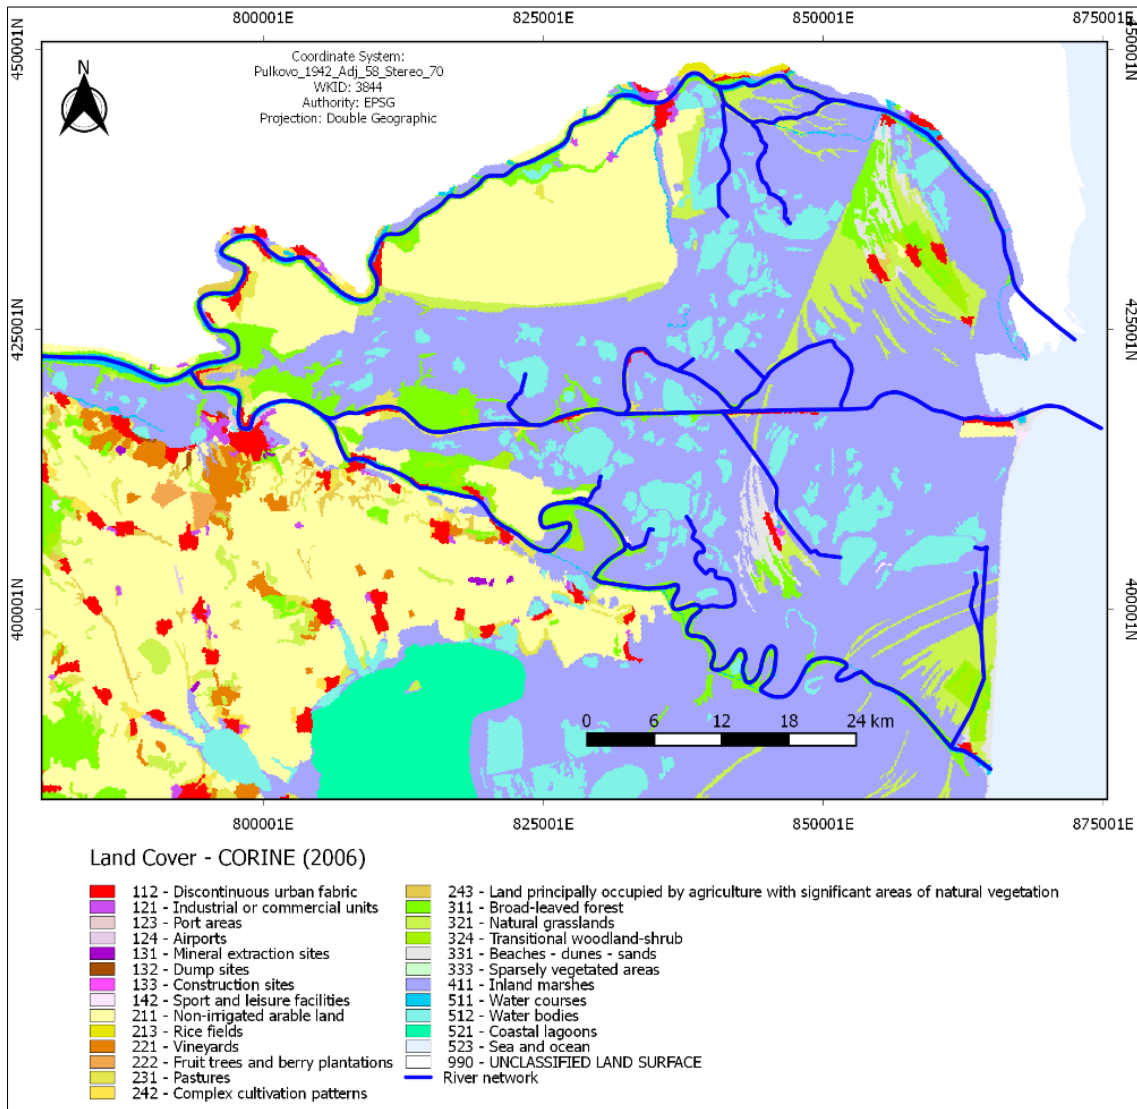 800001E 825001E 850001E 875001E
450001N 450001N
N
Coordinate System:
Pulkovo_1942_Adj_58_Stereo_70
WKID: 3844
Authority: EPSG
Projection: Double Geographic
425001N 425001N
400001N 400001N
0 6 12 18 24 km
800001E 825001E 850001E 875001E
Land Cover - CORINE (2006)
112 - Discontinuous urban fabric
121 - Industrial or commercial units
123 - Port areas
124 - Airports
131 - Mineral extraction sites
132 - Dump sites
133 - Construction sites
142 - Sport and leisure facilities
211 - Non-irrigated arable land
213 - Rice fields
221 - Vineyards
222 - Fruit trees and berry plantations
231 - Pastures
242 - Complex cultivation patterns
243 - Land principally occupied by agriculture with significant areas of natural vegetation
311 - Broad-leaved forest
321 - Natural grasslands
324 - Transitional woodland-shrub
331 - Beaches - dunes - sands
333 - Sparsely vegetated areas
411 - Inland marshes
511 - Water courses
512 - Water bodies
521 - Coastal lagoons
523 - Sea and ocean
990 - UNCLASSIFIED LAND SURFACE
River network